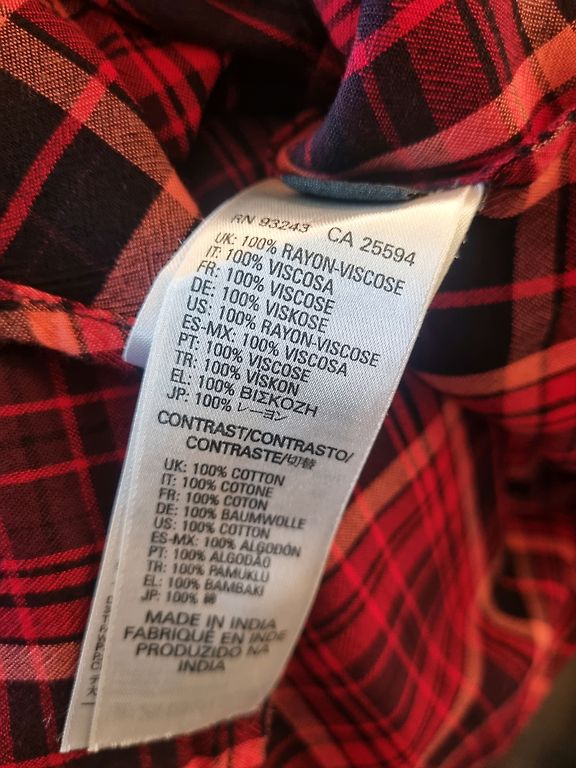 RN 93243 CA 25594
UK: 100% RAYON-VISCOSE
IT: 100% VISCOSA
FR: 100% VISCOSE
DE: 100% VISKOSE
US: 100% RAYON-VISCOSE
ES-MX: 100% VISCOSA
PT: 100% VISCOSE
TR: 100% VİSKON
EL: 100% ΒΙΣΚΟΖΗ
JP: 100% レーヨン
CONTRAST/CONTRASTO/
CONTRASTE/切替
UK: 100% COTTON
IT: 100% COTONE
FR: 100% COTON
DE: 100% BAUMWOLLE
US: 100% COTTON
ES-MX: 100% ALGODÓN
PT: 100% ALGODÃO
TR: 100% PAMUKLU
EL: 100% BAMBAKI
JP: 100% 綿
MADE IN INDIA
FABRIQUÉ EN INDE
PRODUZIDO NA
INDIA